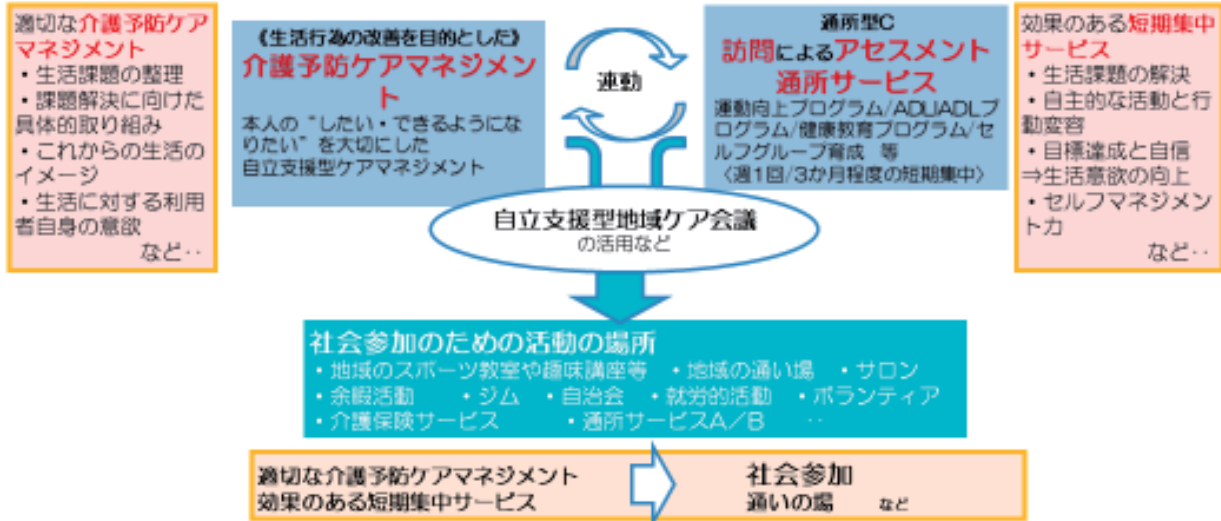 適切な介護予防ケア
マネジメント
・生活課題の整理
・課題解決に向けた
具体的取り組み
・これからの生活の
イメージ
・生活に対する利用
者自身の意欲
など‥
《生活行為の改善を目的とした》
介護予防ケアマネジメン
ト
本人の“したい・できるようにな
りたい”を大切にした
自立支援型ケアマネジメント
連動
通所型C
訪問によるアセスメント
通所サービス
運動向上プログラム/ADLIADLプ
ログラム/健康教育プログラム/セ
ルフグループ育成 等
〈週1回/3か月程度の短期集中〉
効果のある短期集中
サービス
・生活課題の解決
・自主的な活動と行
動変容
・目標達成と自信
⇒生活意欲の向上
・セルフマネジメン
ト力
など‥
自立支援型地域ケア会議
の活用など
社会参加のための活動の場所
・地域のスポーツ教室や趣味講座等 ・地域の通い場 ・サロン
・余暇活動 ・ジム ・自治会 ・就労的活動 ・ボランティア
・介護保険サービス ・通所サービスA/B ‥
適切な介護予防ケアマネジメント
効果のある短期集中サービス
社会参加
通いの場 など